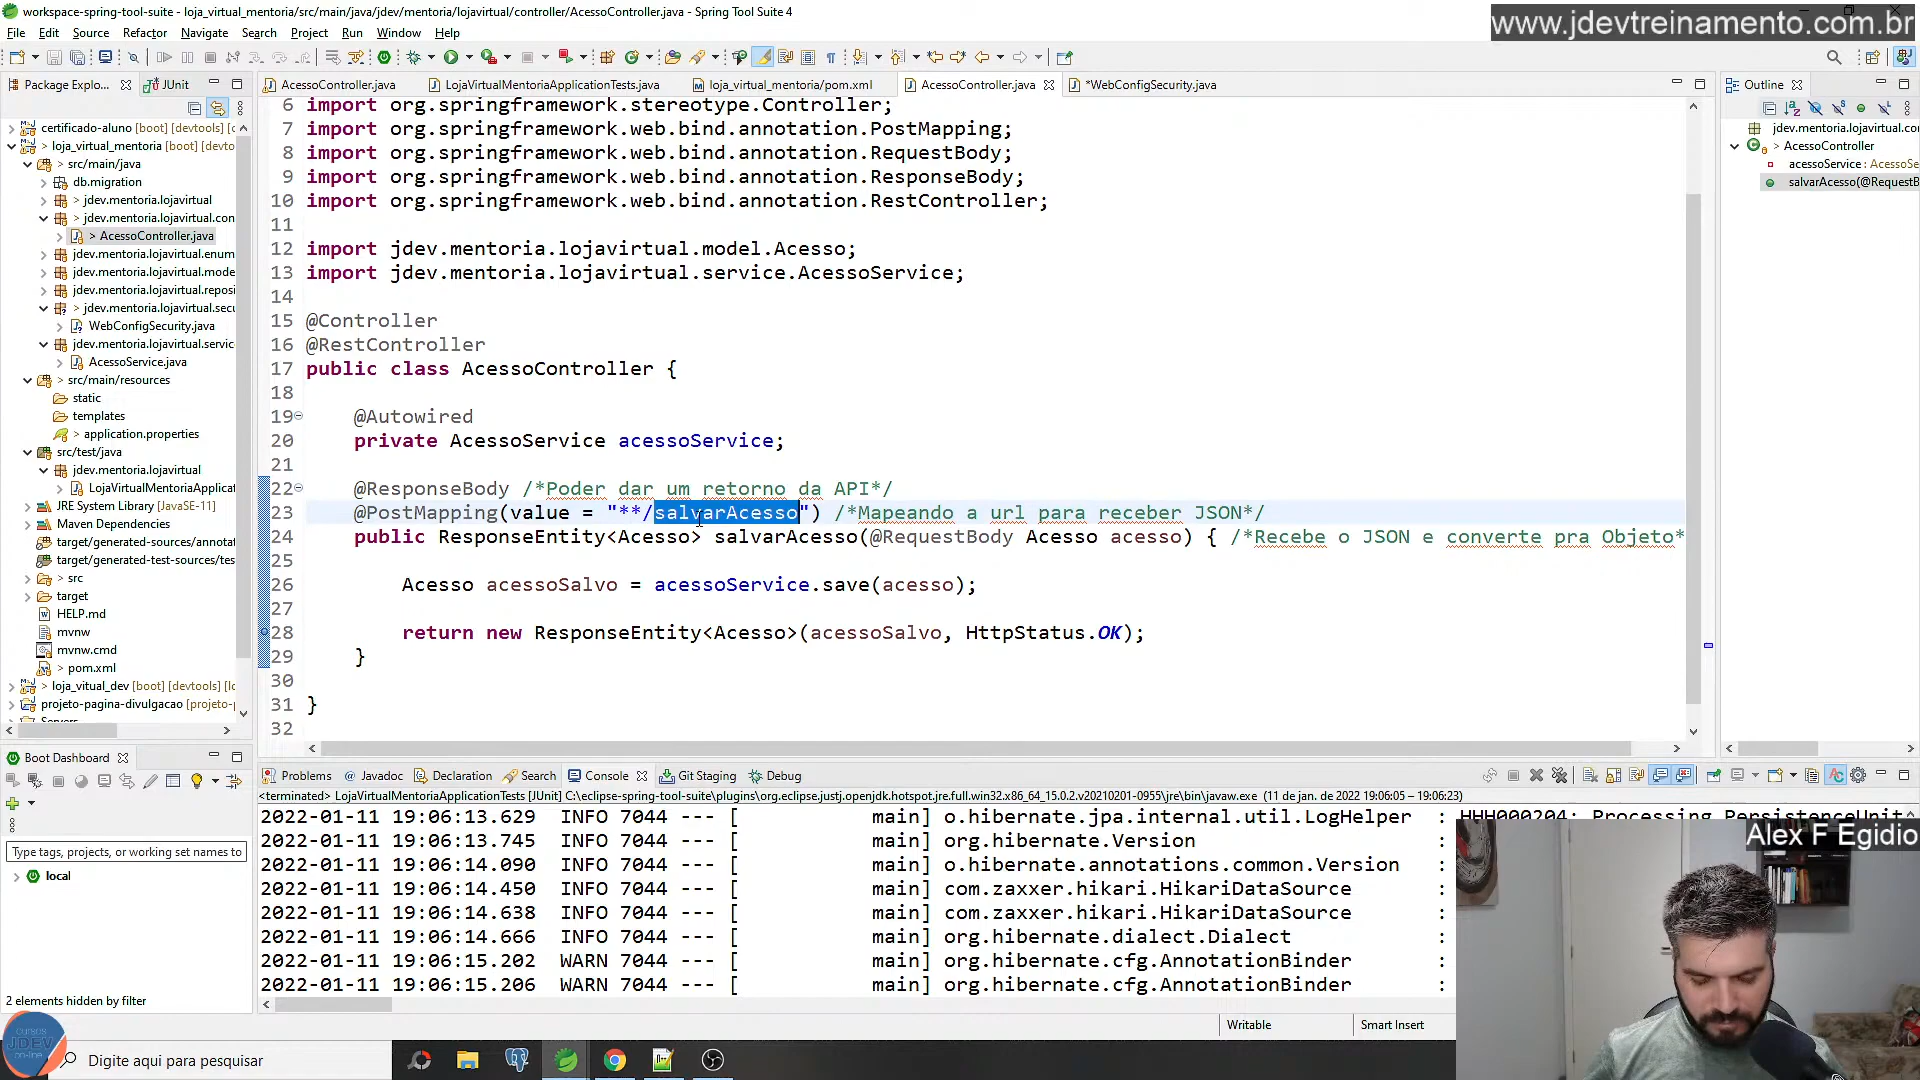 workspace-spring-tool-suite - loja_virtual_mentoria/src/main/java/jdev/mentoria/lojavirtual/controller/AcessoController.java - Spring Tool Suite 4
www.jdevtreinamento.com.br
File Edit Source Refactor Navigate Search Project Run Window Help
Package Explo...
JUnit
AcessoController.java
LojaVirtualMentoriaApplicationTests.java
loja_virtual_mentoria/pom.xml
AcessoController.java
*WebConfigSecurity.java
Outline
certificado-aluno [boot] [devtools] [c
> loja_virtual_mentoria [boot] [devto
> src/main/java
db.migration
> jdev.mentoria.lojavirtual
> jdev.mentoria.lojavirtual.con
> AcessoController.java
jdev.mentoria.lojavirtual.enum
jdev.mentoria.lojavirtual.mode
jdev.mentoria.lojavirtual.reposi
> jdev.mentoria.lojavirtual.secu
WebConfigSecurity.java
jdev.mentoria.lojavirtual.servic
AcessoService.java
> src/main/resources
static
templates
> application.properties
src/test/java
jdev.mentoria.lojavirtual
LojaVirtualMentoriaApplicat
JRE System Library [JavaSE-11]
Maven Dependencies
target/generated-sources/annotat
target/generated-test-sources/tes
> src
target
HELP.md
mvnw
mvnw.cmd
> pom.xml
> loja_vitual_dev [boot] [devtools] [lo
projeto-pagina-divulgacao [projeto-p
Servers
6 import org.springframework.stereotype.Controller;
7 import org.springframework.web.bind.annotation.PostMapping;
8 import org.springframework.web.bind.annotation.RequestBody;
9 import org.springframework.web.bind.annotation.ResponseBody;
10 import org.springframework.web.bind.annotation.RestController;
11
12 import jdev.mentoria.lojavirtual.model.Acesso;
13 import jdev.mentoria.lojavirtual.service.AcessoService;
14
15 @Controller
16 @RestController
17 public class AcessoController {
18
19 @Autowired
20 private AcessoService acessoService;
21
22 @ResponseBody /*Poder dar um retorno da API*/
23 @PostMapping(value = "**/salvarAcesso") /*Mapeando a url para receber JSON*/
24 public ResponseEntity<Acesso> salvarAcesso(@RequestBody Acesso acesso) { /*Recebe o JSON e converte pra Objeto*
25
26 Acesso acessoSalvo = acessoService.save(acesso);
27
28 return new ResponseEntity<Acesso>(acessoSalvo, HttpStatus.OK);
29 }
30
31 }
32
jdev.mentoria.lojavirtual.co
> AcessoController
acessoService : AcessoSe
salvarAcesso(@RequestB
Boot Dashboard
Type tags, projects, or working set names to
local
2 elements hidden by filter
Problems @ Javadoc Declaration Search Console Git Staging Debug
<terminated> LojaVirtualMentoriaApplicationTests [JUnit] C:\eclipse-spring-tool-suite\plugins\org.eclipse.justj.openjdk.hotspot.jre.full.win32.x86_64_15.0.2.v20210201-0955\jre\bin\javaw.exe (11 de jan. de 2022 19:06:05 – 19:06:23)
2022-01-11 19:06:13.629 INFO 7044 --- [ main] o.hibernate.jpa.internal.util.LogHelper : HHH000204: Processing PersistenceUnit
2022-01-11 19:06:13.745 INFO 7044 --- [ main] org.hibernate.Version :
2022-01-11 19:06:14.090 INFO 7044 --- [ main] o.hibernate.annotations.common.Version :
2022-01-11 19:06:14.450 INFO 7044 --- [ main] com.zaxxer.hikari.HikariDataSource :
2022-01-11 19:06:14.638 INFO 7044 --- [ main] com.zaxxer.hikari.HikariDataSource :
2022-01-11 19:06:14.666 INFO 7044 --- [ main] org.hibernate.dialect.Dialect :
2022-01-11 19:06:15.202 WARN 7044 --- [ main] org.hibernate.cfg.AnnotationBinder :
2022-01-11 19:06:15.206 WARN 7044 --- [ main] org.hibernate.cfg.AnnotationBinder :
Alex F Egidio
Writable
Smart Insert
cursos
JDEV
on-line
Digite aqui para pesquisar